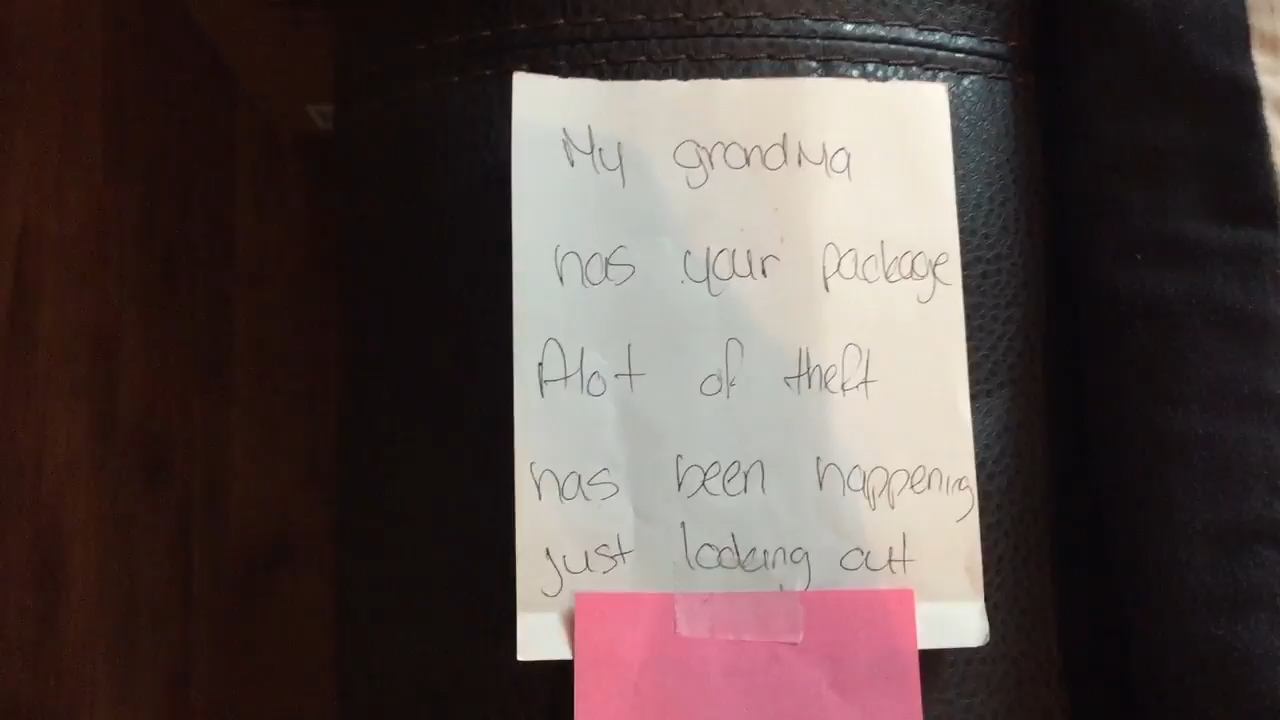 My grandma
has your package
Alot of theft
has been happening
just looking out